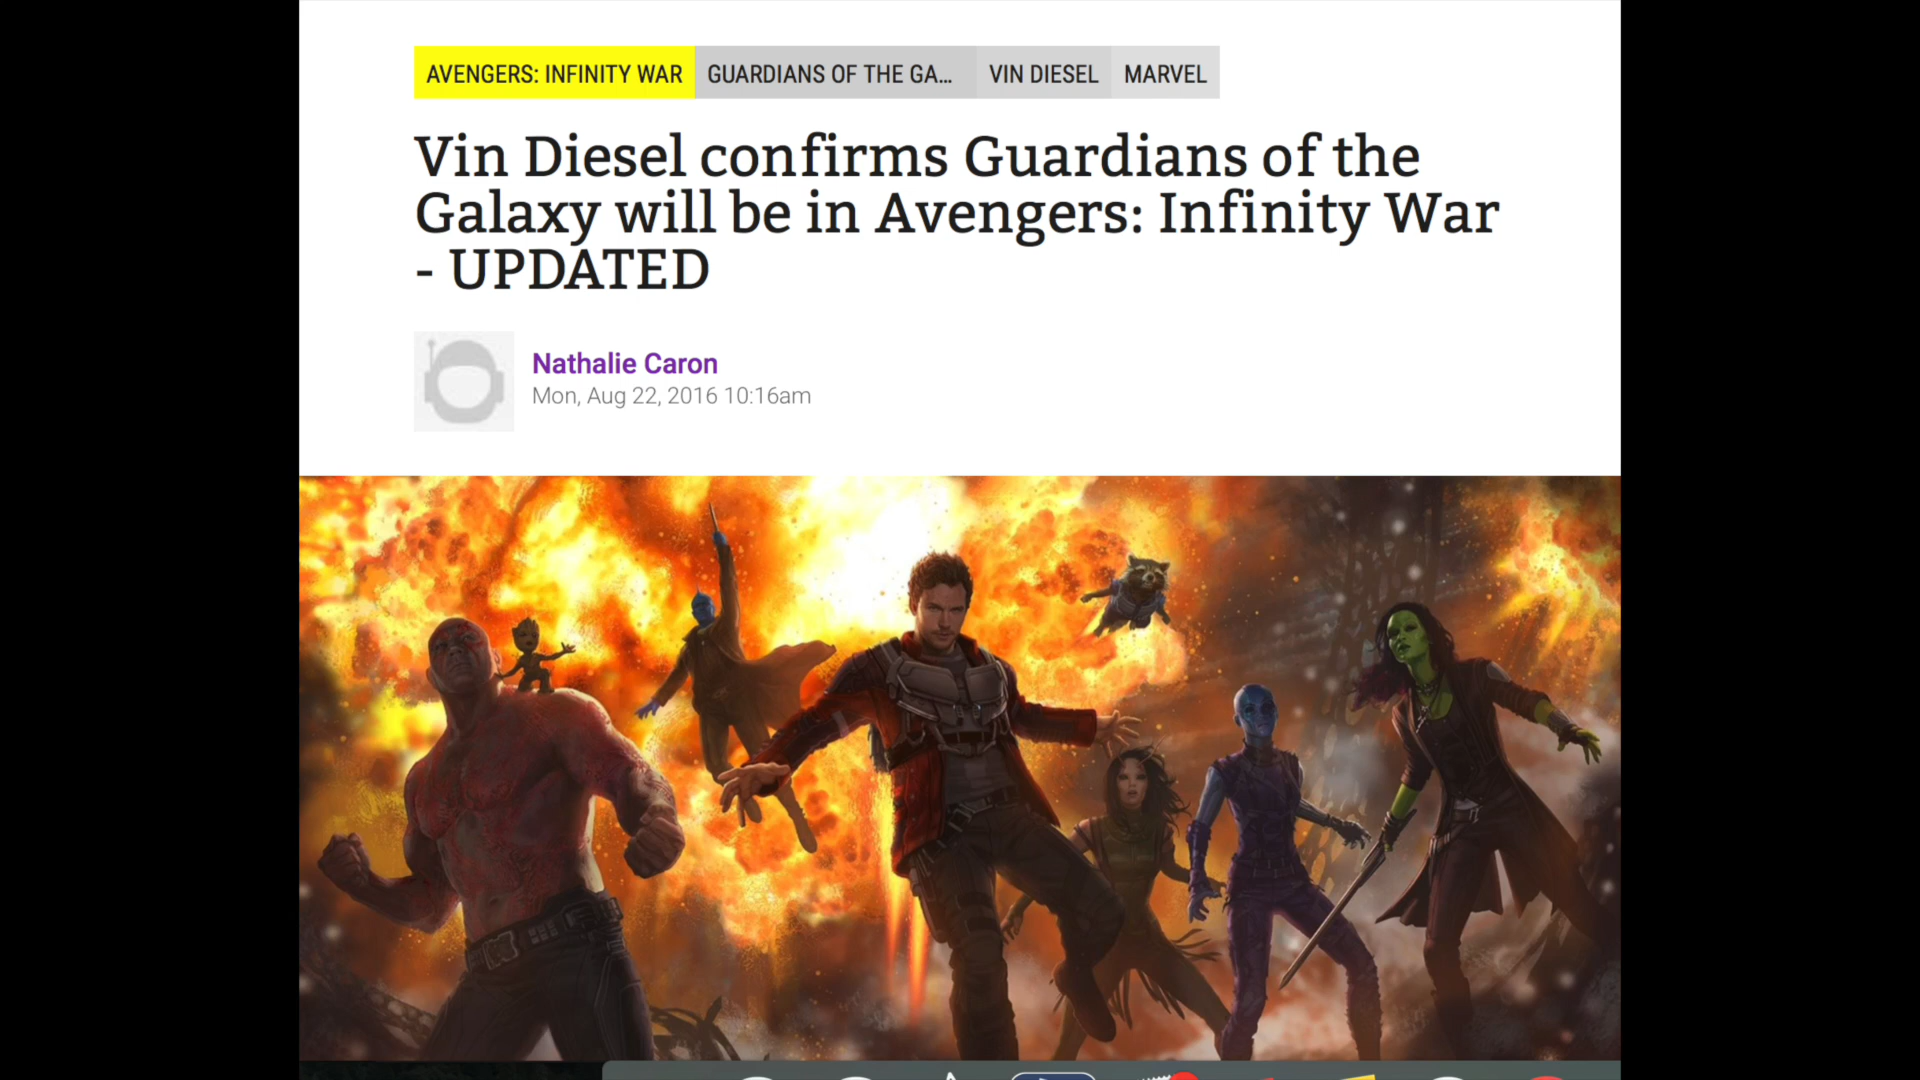 AVENGERS: INFINITY WAR GUARDIANS OF THE GA... VIN DIESEL MARVEL
Vin Diesel confirms Guardians of the
Galaxy will be in Avengers: Infinity War
- UPDATED
Nathalie Caron
Mon, Aug 22, 2016 10:16am